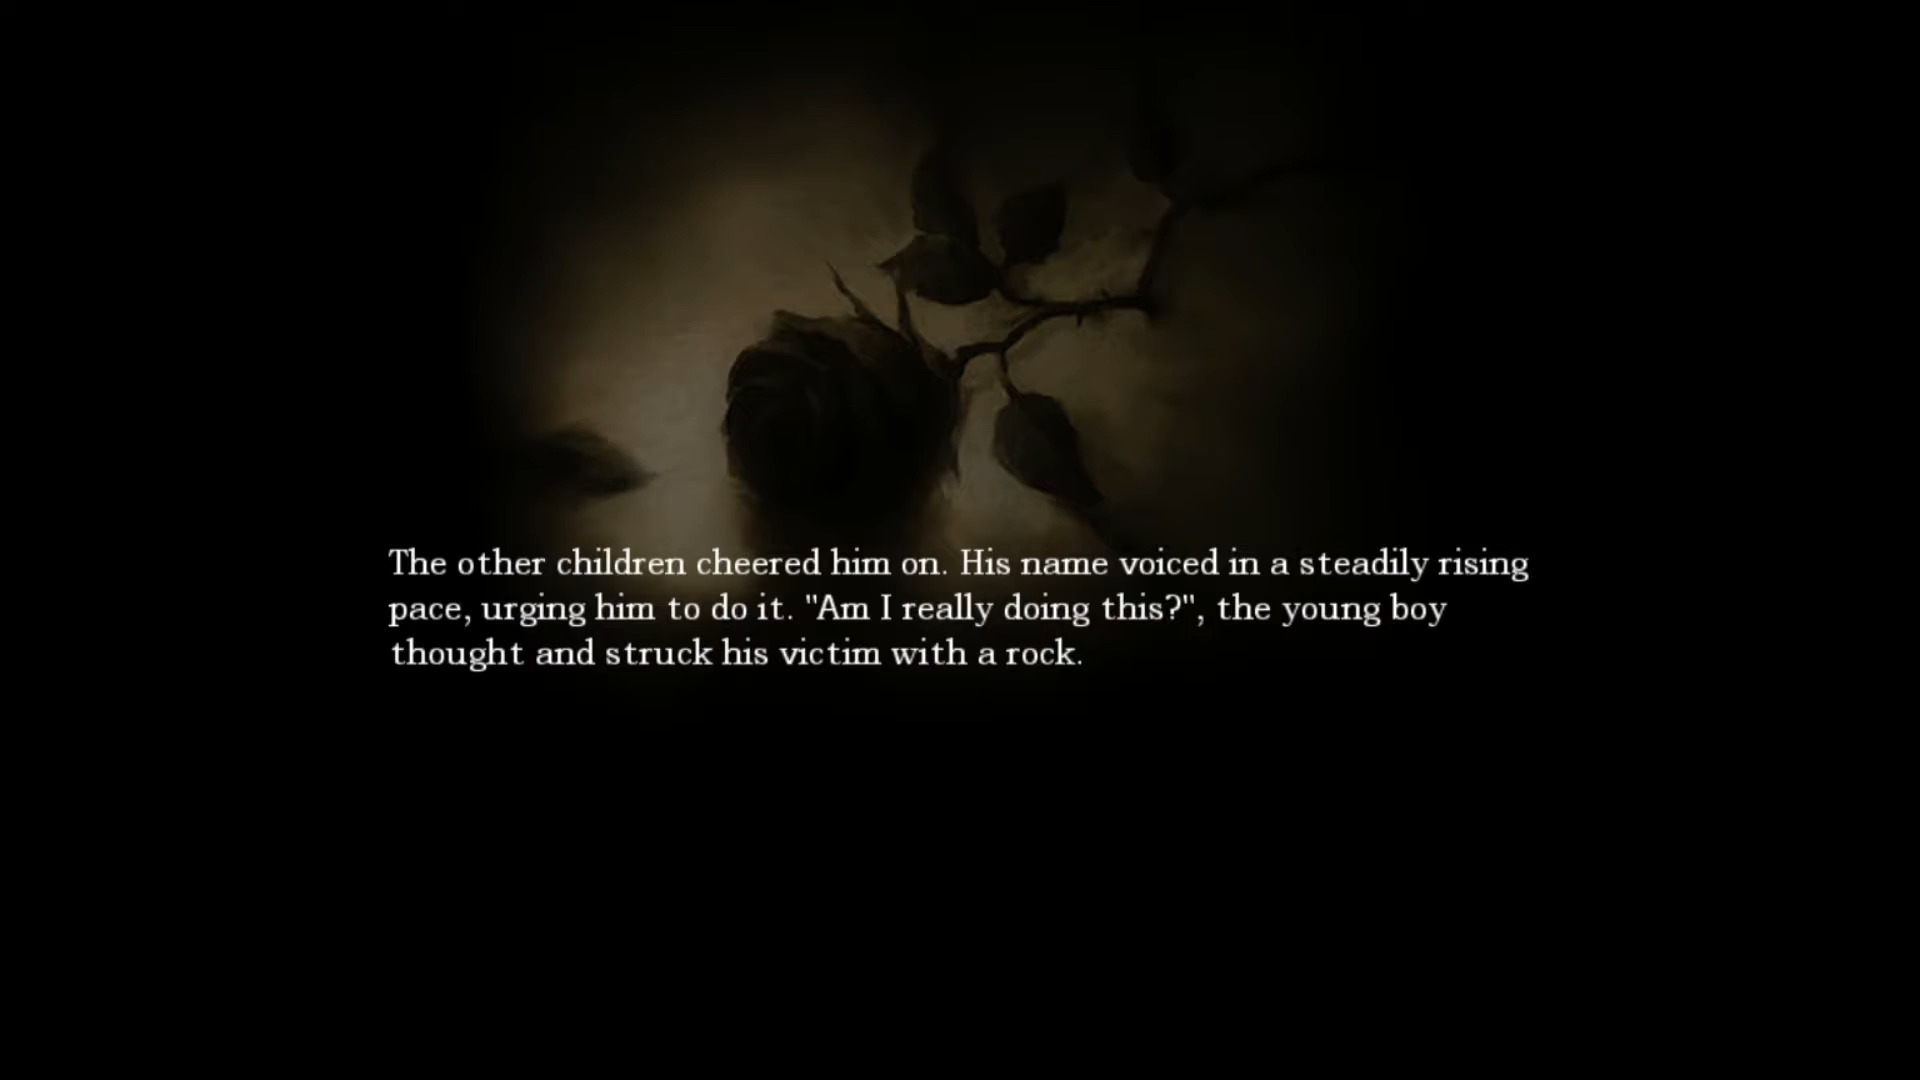 The other children cheered him on. His name voiced in a steadily rising
pace, urging him to do it. "Am I really doing this?", the young boy
thought and struck his victim with a rock.